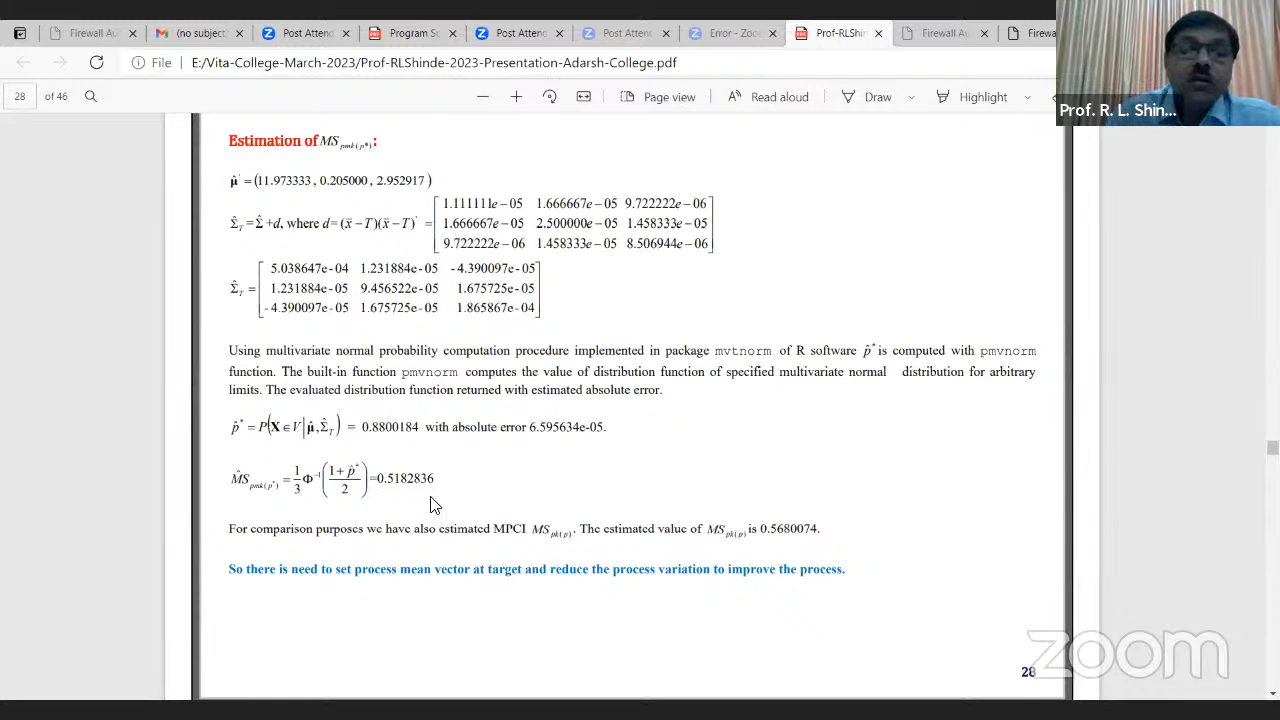 Firewall Au
(no subject
Post Attend
Program Sc
Post Attend
Post Attend
Error - Zoo
Prof-RLShin
Firewall Au
Firewa
File E:/Vita-College-March-2023/Prof-RLShinde-2023-Presentation-Adarsh-College.pdf
28 of 46
Page view
Read aloud
Draw
Highlight
Prof. R. L. Shin...
Estimation of MS_pmk(p*):
μ̂' = (11.973333 , 0.205000 , 2.952917 )
Σ̂_T = Σ̂ + d, where d = (x̄ − T)(x̄ − T)' =
1.111111e − 05 1.666667e − 05 9.722222e − 06
1.666667e − 05 2.500000e − 05 1.458333e − 05
9.722222e − 06 1.458333e − 05 8.506944e − 06
Σ̂_T =
5.038647e-04 1.231884e-05 -4.390097e-05
1.231884e-05 9.456522e-05 1.675725e-05
-4.390097e-05 1.675725e-05 1.865867e-04
Using multivariate normal probability computation procedure implemented in package mvtnorm of R software p̂* is computed with pmvnorm
function. The built-in function pmvnorm computes the value of distribution function of specified multivariate normal distribution for arbitrary
limits. The evaluated distribution function returned with estimated absolute error.
p̂* = P(X ∈ V | μ̂, Σ̂_T) = 0.8800184 with absolute error 6.595634e-05.
M̂S_pmk(p*) = 1/3 Φ⁻¹((1 + p̂*)/2) =0.5182836
For comparison purposes we have also estimated MPCI MS_pk(p). The estimated value of MS_pk(p) is 0.5680074.
So there is need to set process mean vector at target and reduce the process variation to improve the process.
zoom
28